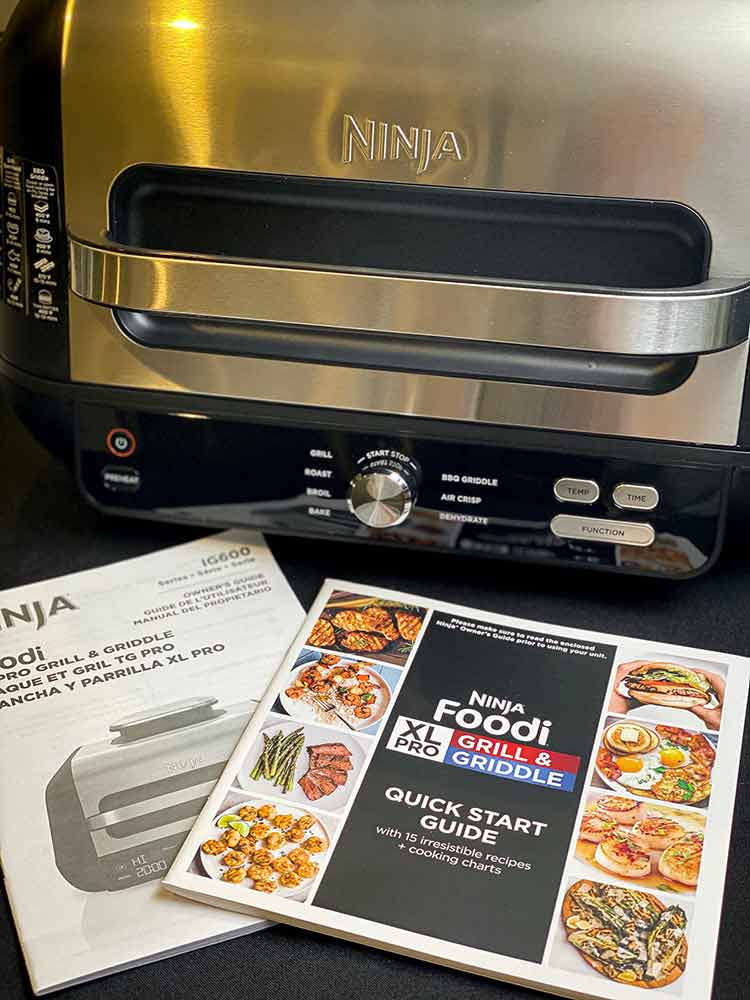 NINJA
BBQ
Griddle
PREHEAT
GRILL
ROAST
BROIL
BAKE
START STOP
BBQ GRIDDLE
AIR CRISP
DEHYDRATE
TEMP
TIME
FUNCTION
IG600
Series • Série • Serie
NINJA
OWNER'S GUIDE
GUIDE DE L'UTILISATEUR
MANUAL DEL PROPIETARIO
odi
PRO GRILL & GRIDDLE
AQUE ET GRIL TG PRO
ANCHA Y PARRILLA XL PRO
NINJA
HI
Please make sure to read the enclosed
Ninja® Owner's Guide prior to using your unit.
NINJA
Foodi
XL
PRO
GRILL &
GRIDDLE
QUICK START
GUIDE
with 15 irresistible recipes
+ cooking charts